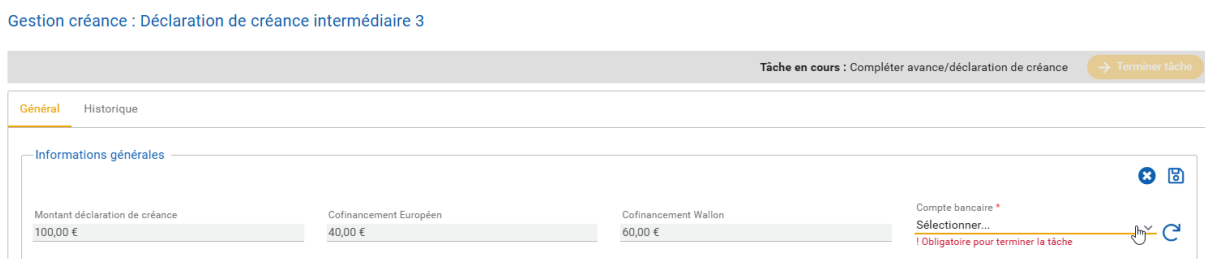 Gestion créance : Déclaration de créance intermédiaire 3
Tâche en cours : Compléter avance/déclaration de créance
Terminer tâche
Général
Historique
Informations générales
Montant déclaration de créance
100,00 €
Cofinancement Européen
40,00 €
Cofinancement Wallon
60,00 €
Compte bancaire *
Sélectionner...
! Obligatoire pour terminer la tâche